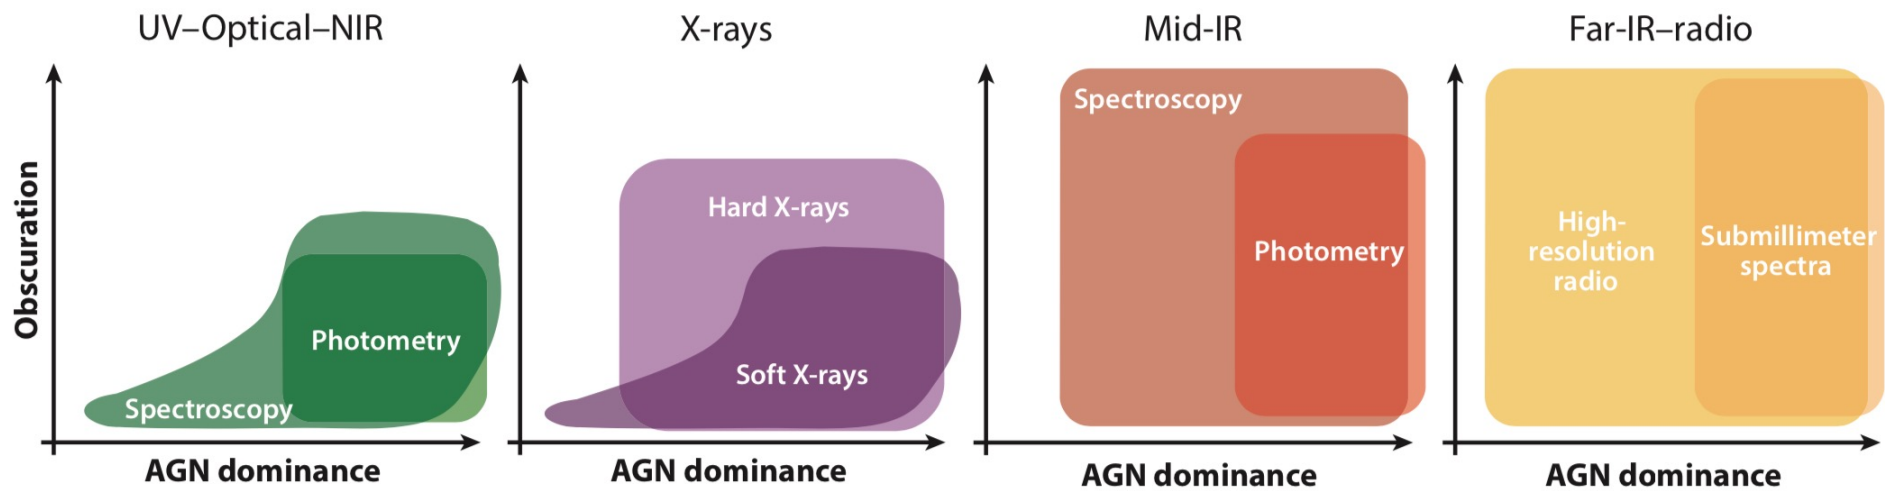 UV–Optical–NIR
X-rays
Mid-IR
Far-IR–radio
Obscuration
Photometry
Spectroscopy
AGN dominance
Hard X-rays
Soft X-rays
AGN dominance
Spectroscopy
Photometry
AGN dominance
High-
resolution
radio
Submillimeter
spectra
AGN dominance